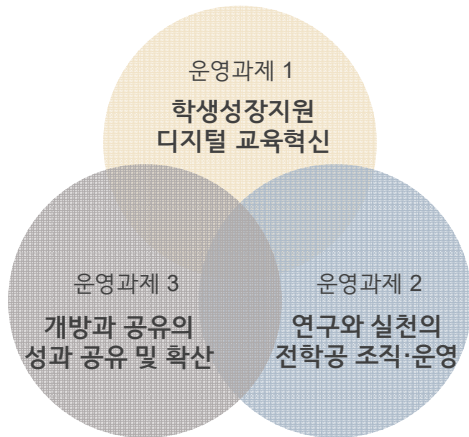 운영과제 1
학생성장지원
디지털 교육혁신
운영과제 3
개방과 공유의
성과 공유 및 확산
운영과제 2
연구와 실천의
전학공 조직·운영